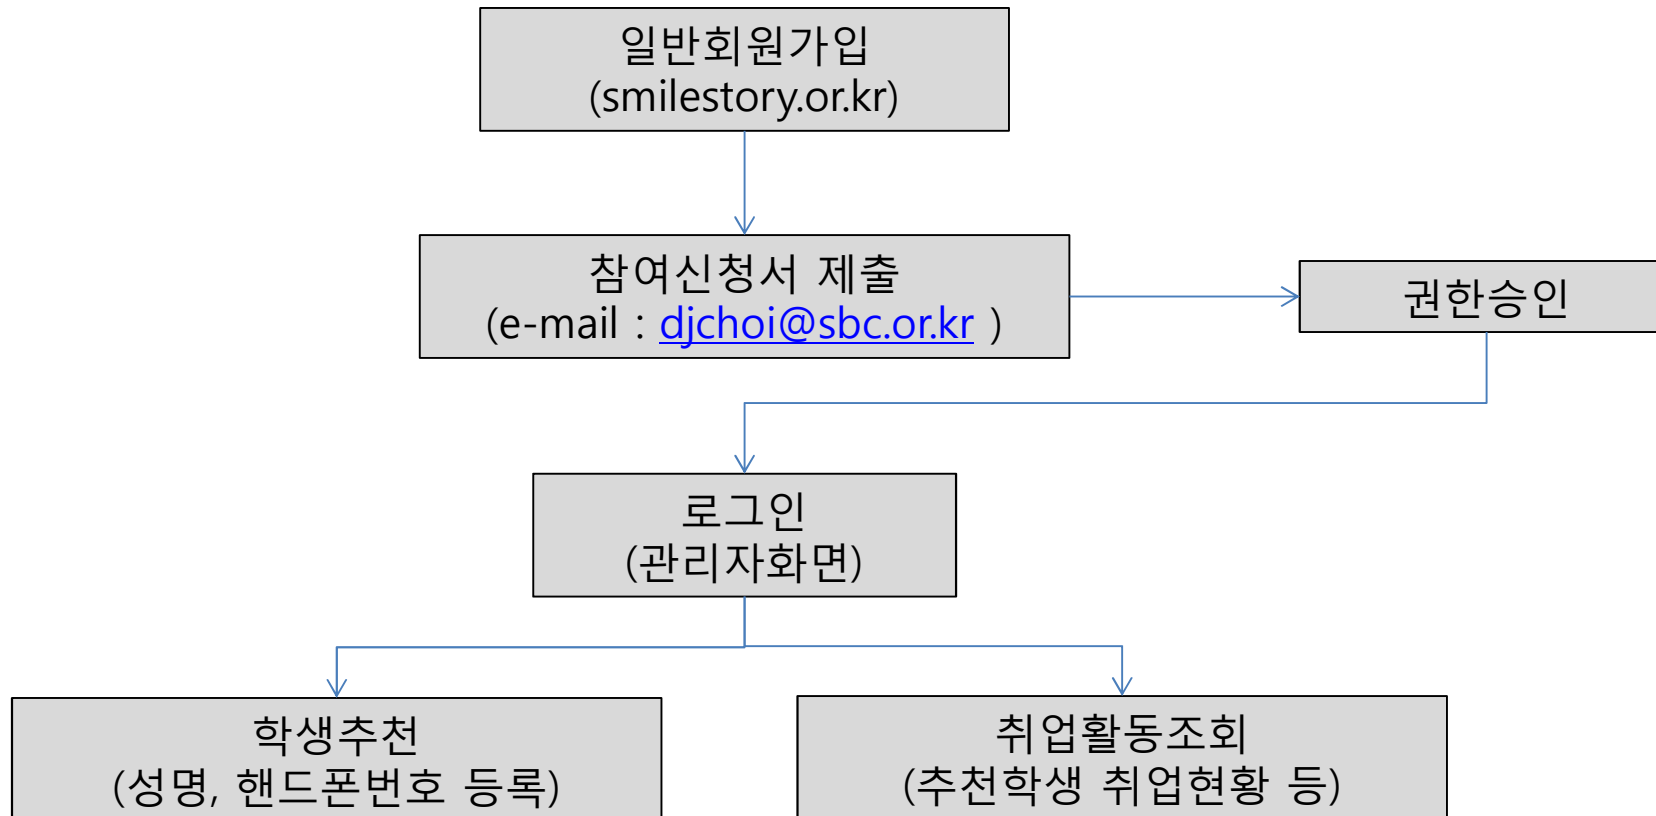 일반회원가입
(smilestory.or.kr)
참여신청서 제출
(e-mail : djchoi@sbc.or.kr )
권한승인
로그인
(관리자화면)
학생추천
(성명, 핸드폰번호 등록)
취업활동조회
(추천학생 취업현황 등)